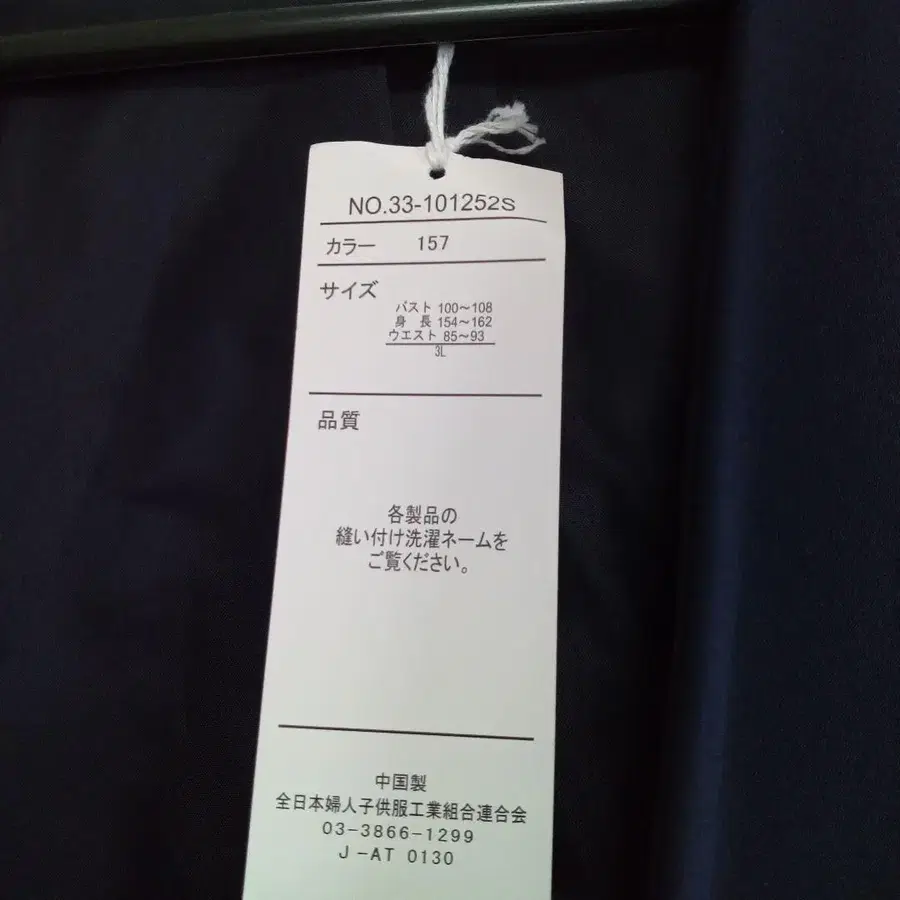 NO.33-101252S
カラー 157
サイズ
バスト 100～108
身 長 154～162
ウエスト 85～93
3L
品質
各製品の
縫い付け洗濯ネームを
ご覧ください。
中国製
全日本婦人子供服工業組合連合会
03-3866-1299
J-AT 0130